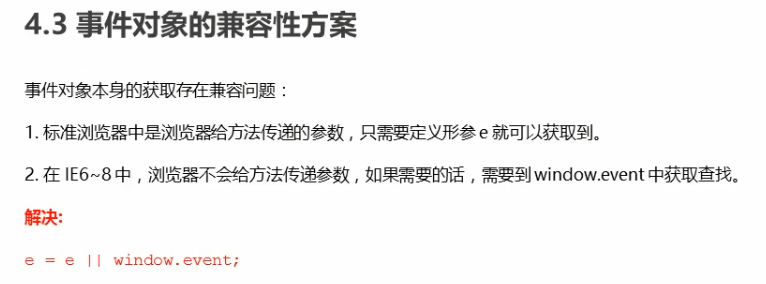 4.3 事件对象的兼容性方案
事件对象本身的获取存在兼容问题：
1. 标准浏览器中是浏览器给方法传递的参数，只需要定义形参 e 就可以获取到。
2. 在 IE6~8 中，浏览器不会给方法传递参数，如果需要的话，需要到 window.event 中获取查找。
解决:
e = e || window.event;